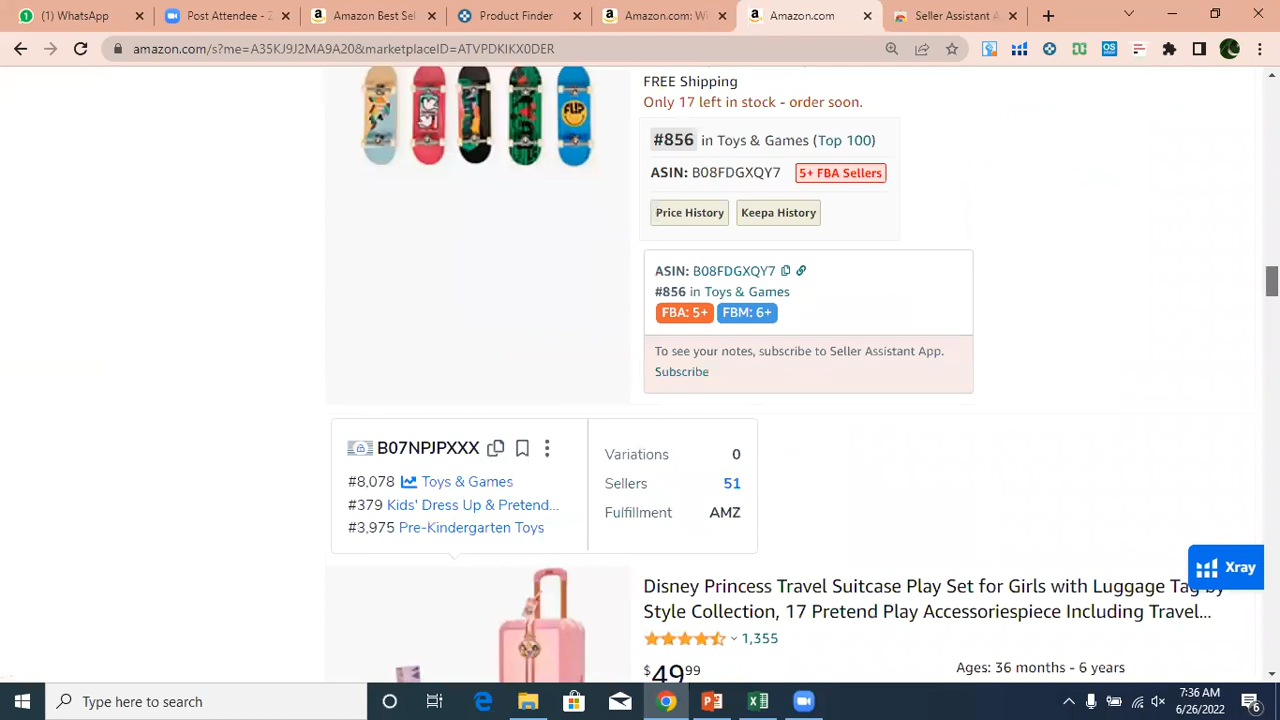 (1) WhatsApp
Post Attendee - Z
Amazon Best Sel
Product Finder
Amazon.com: Wi
Amazon.com
Seller Assistant A
amazon.com/s?me=A35KJ9J2MA9A20&marketplaceID=ATVPDKIKX0DER
FREE Shipping
Only 17 left in stock - order soon.
#856 in Toys & Games (Top 100)
ASIN: B08FDGXQY7 5+ FBA Sellers
Price History Keepa History
ASIN: B08FDGXQY7
#856 in Toys & Games
FBA: 5+ FBM: 6+
To see your notes, subscribe to Seller Assistant App.
Subscribe
FLIP
B07NPJPXXX
#8,078 Toys & Games
#379 Kids' Dress Up & Pretend...
#3,975 Pre-Kindergarten Toys
Variations 0
Sellers 51
Fulfillment AMZ
Xray
Disney Princess Travel Suitcase Play Set for Girls with Luggage Tag by
Style Collection, 17 Pretend Play Accessoriespiece Including Travel...
1,355
$49.99
Ages: 36 months - 6 years
Type here to search
7:36 AM
6/26/2022
6